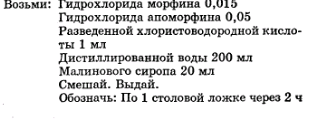 Возьми: Гидрохлорида морфина 0,015
Гидрохлорида апоморфина 0,05
Разведенной хлористоводородной кисло-
ты 1 мл
Дистиллированной воды 200 мл
Малинового сиропа 20 мл
Смешай. Выдай.
Обозначь: По 1 столовой ложке через 2 ч